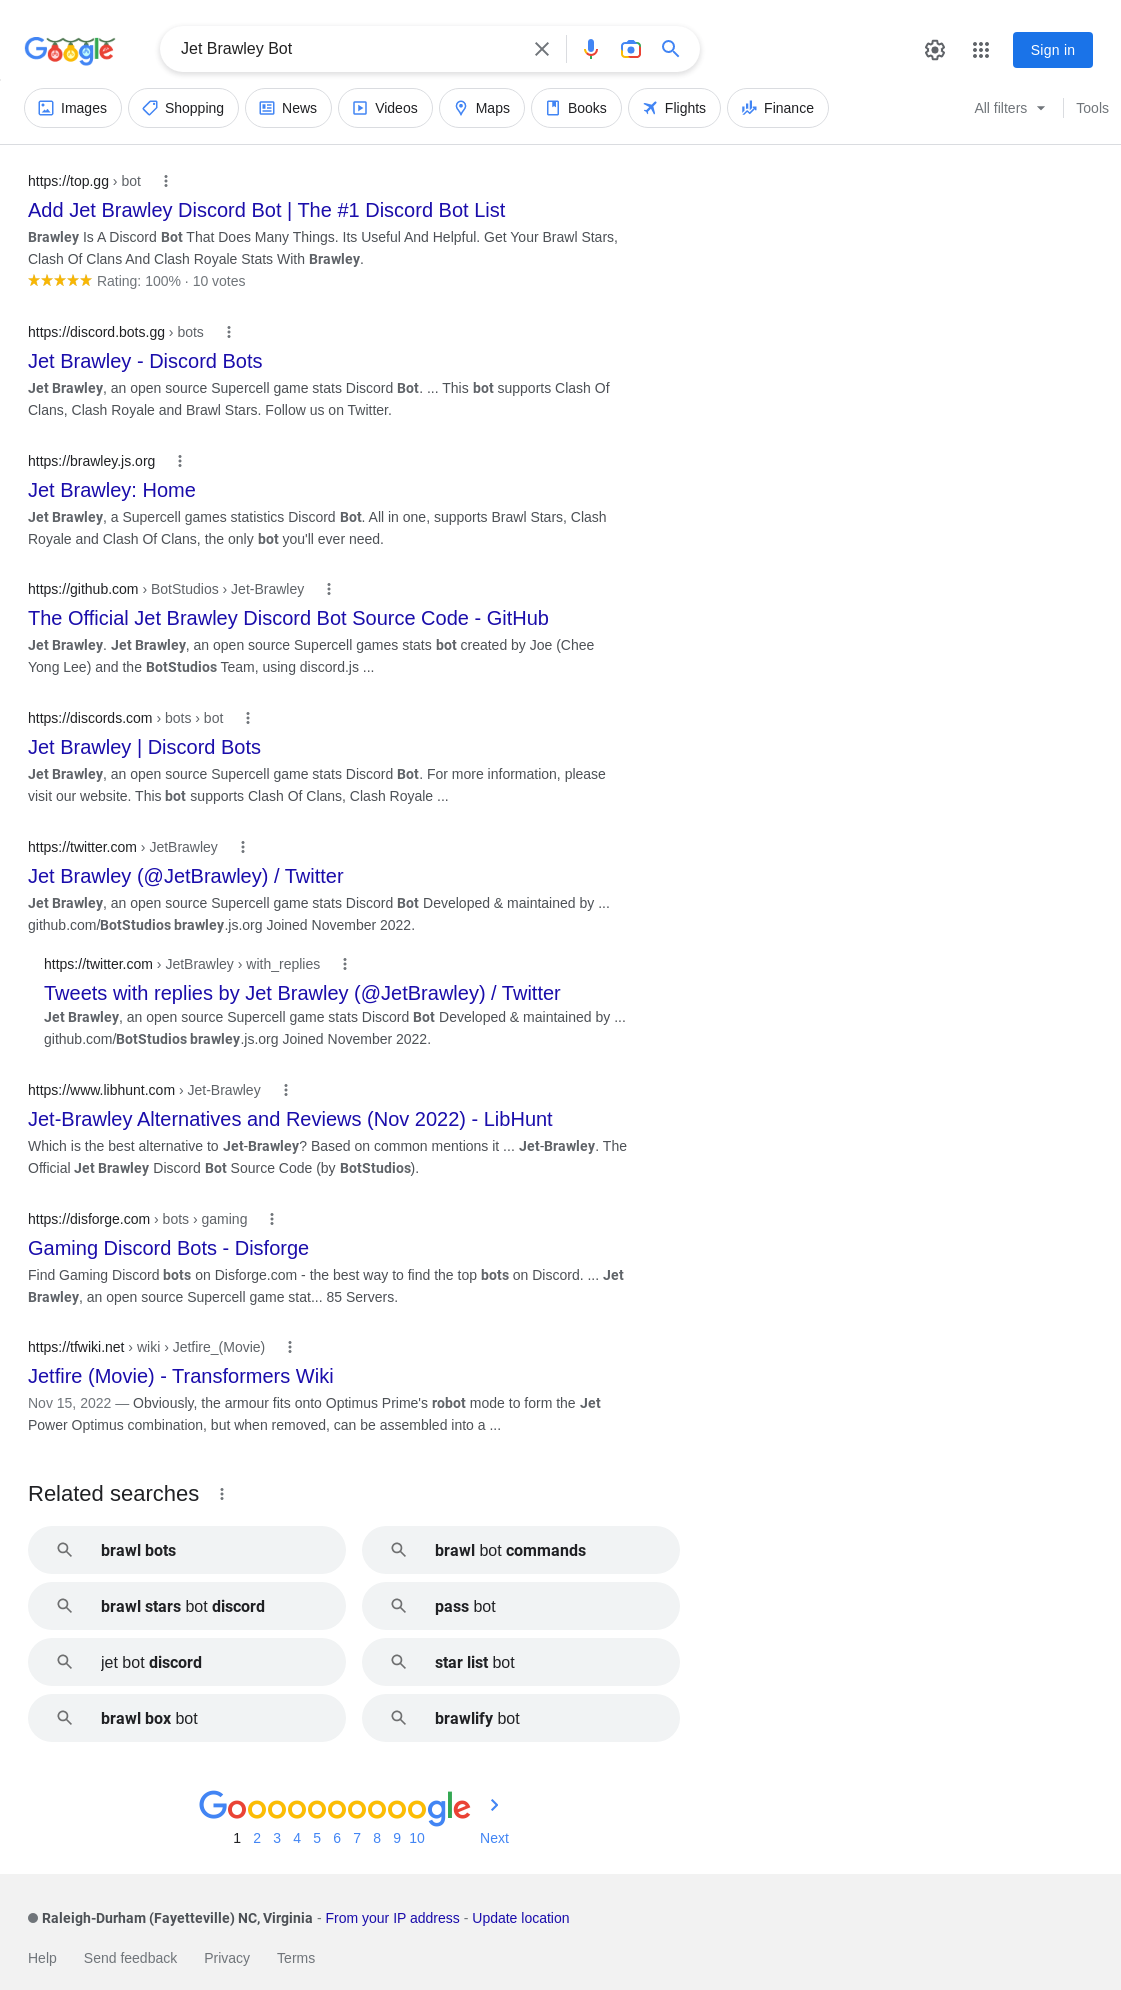 Google
Jet Brawley Bot
Sign in
Images Shopping News Videos Maps Books Flights Finance All filters Tools
https://top.gg › bot
Add Jet Brawley Discord Bot | The #1 Discord Bot List
Brawley Is A Discord Bot That Does Many Things. Its Useful And Helpful. Get Your Brawl Stars,
Clash Of Clans And Clash Royale Stats With Brawley.
Rating: 100% · 10 votes
https://discord.bots.gg › bots
Jet Brawley - Discord Bots
Jet Brawley, an open source Supercell game stats Discord Bot. ... This bot supports Clash Of
Clans, Clash Royale and Brawl Stars. Follow us on Twitter.
https://brawley.js.org
Jet Brawley: Home
Jet Brawley, a Supercell games statistics Discord Bot. All in one, supports Brawl Stars, Clash
Royale and Clash Of Clans, the only bot you'll ever need.
https://github.com › BotStudios › Jet-Brawley
The Official Jet Brawley Discord Bot Source Code - GitHub
Jet Brawley. Jet Brawley, an open source Supercell games stats bot created by Joe (Chee
Yong Lee) and the BotStudios Team, using discord.js ...
https://discords.com › bots › bot
Jet Brawley | Discord Bots
Jet Brawley, an open source Supercell game stats Discord Bot. For more information, please
visit our website. This bot supports Clash Of Clans, Clash Royale ...
https://twitter.com › JetBrawley
Jet Brawley (@JetBrawley) / Twitter
Jet Brawley, an open source Supercell game stats Discord Bot Developed & maintained by ...
github.com/BotStudios brawley.js.org Joined November 2022.
https://twitter.com › JetBrawley › with_replies
Tweets with replies by Jet Brawley (@JetBrawley) / Twitter
Jet Brawley, an open source Supercell game stats Discord Bot Developed & maintained by ...
github.com/BotStudios brawley.js.org Joined November 2022.
https://www.libhunt.com › Jet-Brawley
Jet-Brawley Alternatives and Reviews (Nov 2022) - LibHunt
Which is the best alternative to Jet-Brawley? Based on common mentions it ... Jet-Brawley. The
Official Jet Brawley Discord Bot Source Code (by BotStudios).
https://disforge.com › bots › gaming
Gaming Discord Bots - Disforge
Find Gaming Discord bots on Disforge.com - the best way to find the top bots on Discord. ... Jet
Brawley, an open source Supercell game stat... 85 Servers.
https://tfwiki.net › wiki › Jetfire_(Movie)
Jetfire (Movie) - Transformers Wiki
Nov 15, 2022 — Obviously, the armour fits onto Optimus Prime's robot mode to form the Jet
Power Optimus combination, but when removed, can be assembled into a ...
Related searches
brawl bots
brawl bot commands
brawl stars bot discord
pass bot
jet bot discord
star list bot
brawl box bot
brawlify bot
Goooooooooogle
1 2 3 4 5 6 7 8 9 10 Next
Raleigh-Durham (Fayetteville) NC, Virginia - From your IP address - Update location
Help Send feedback Privacy Terms